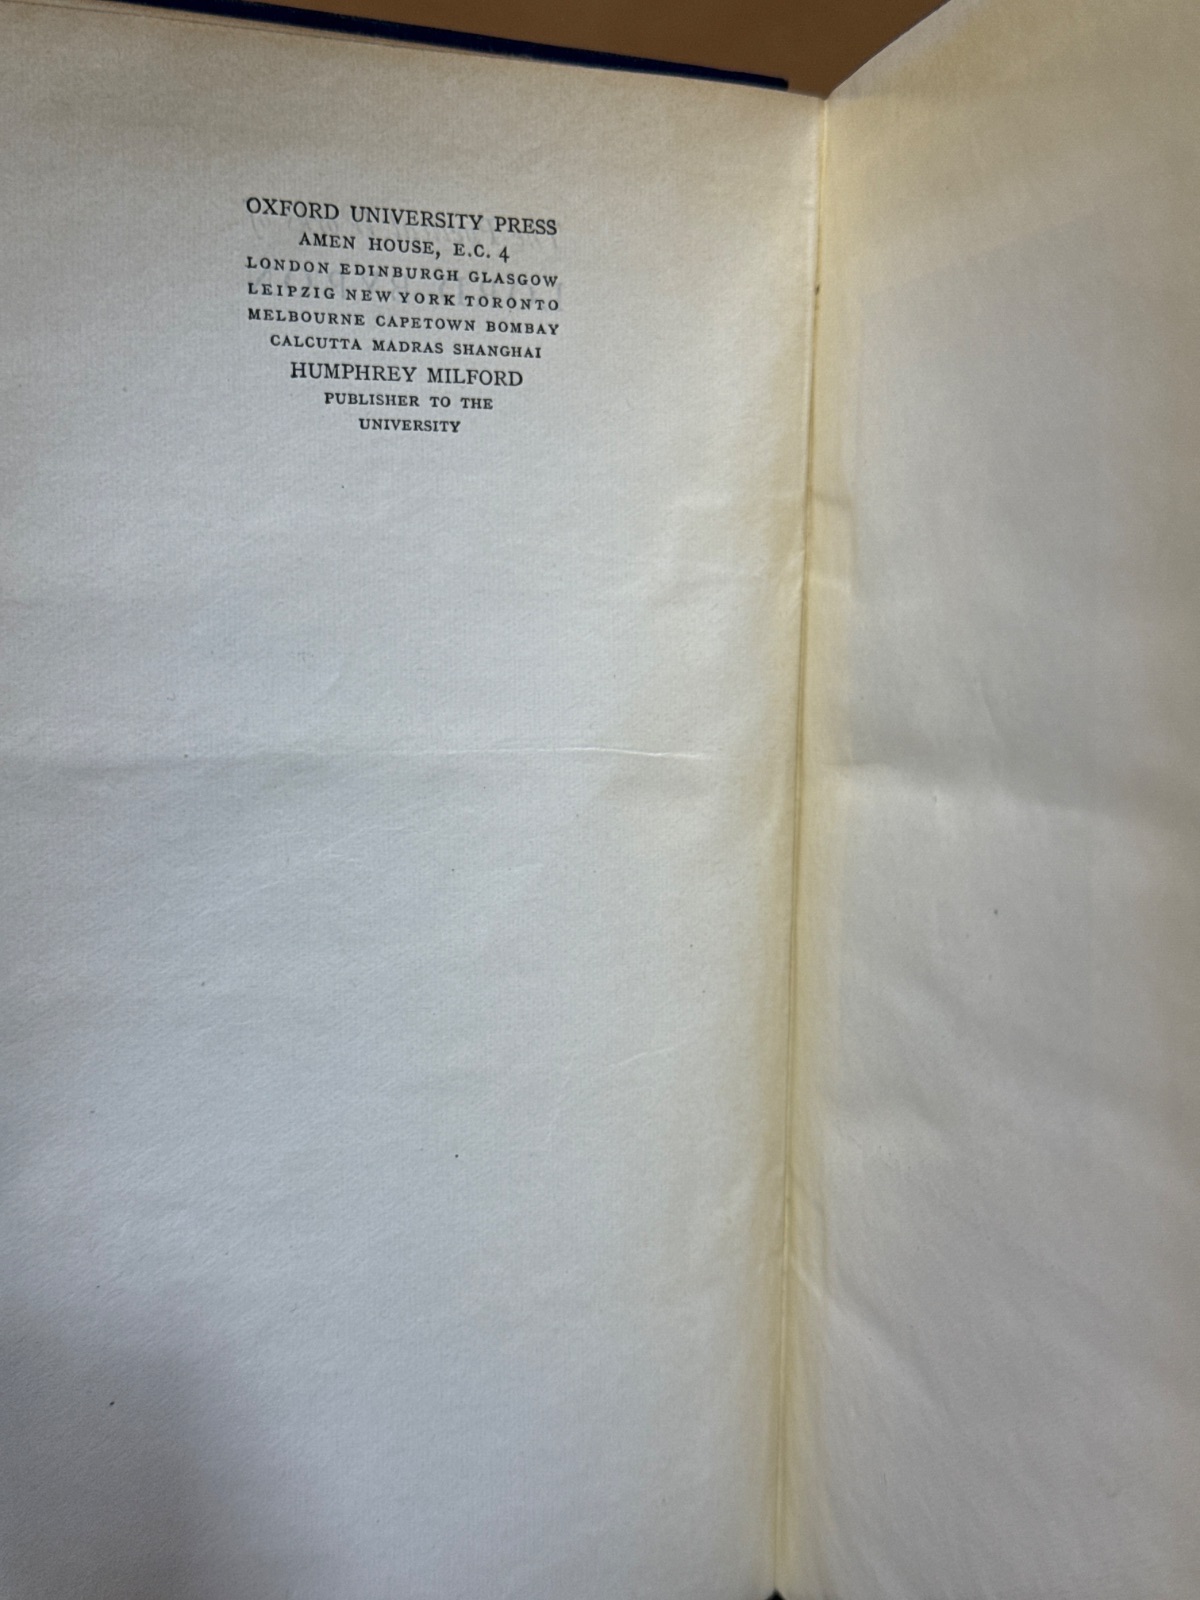 OXFORD UNIVERSITY PRESS
AMEN HOUSE, E.C. 4
LONDON EDINBURGH GLASGOW
LEIPZIG NEW YORK TORONTO
MELBOURNE CAPETOWN BOMBAY
CALCUTTA MADRAS SHANGHAI
HUMPHREY MILFORD
PUBLISHER TO THE
UNIVERSITY